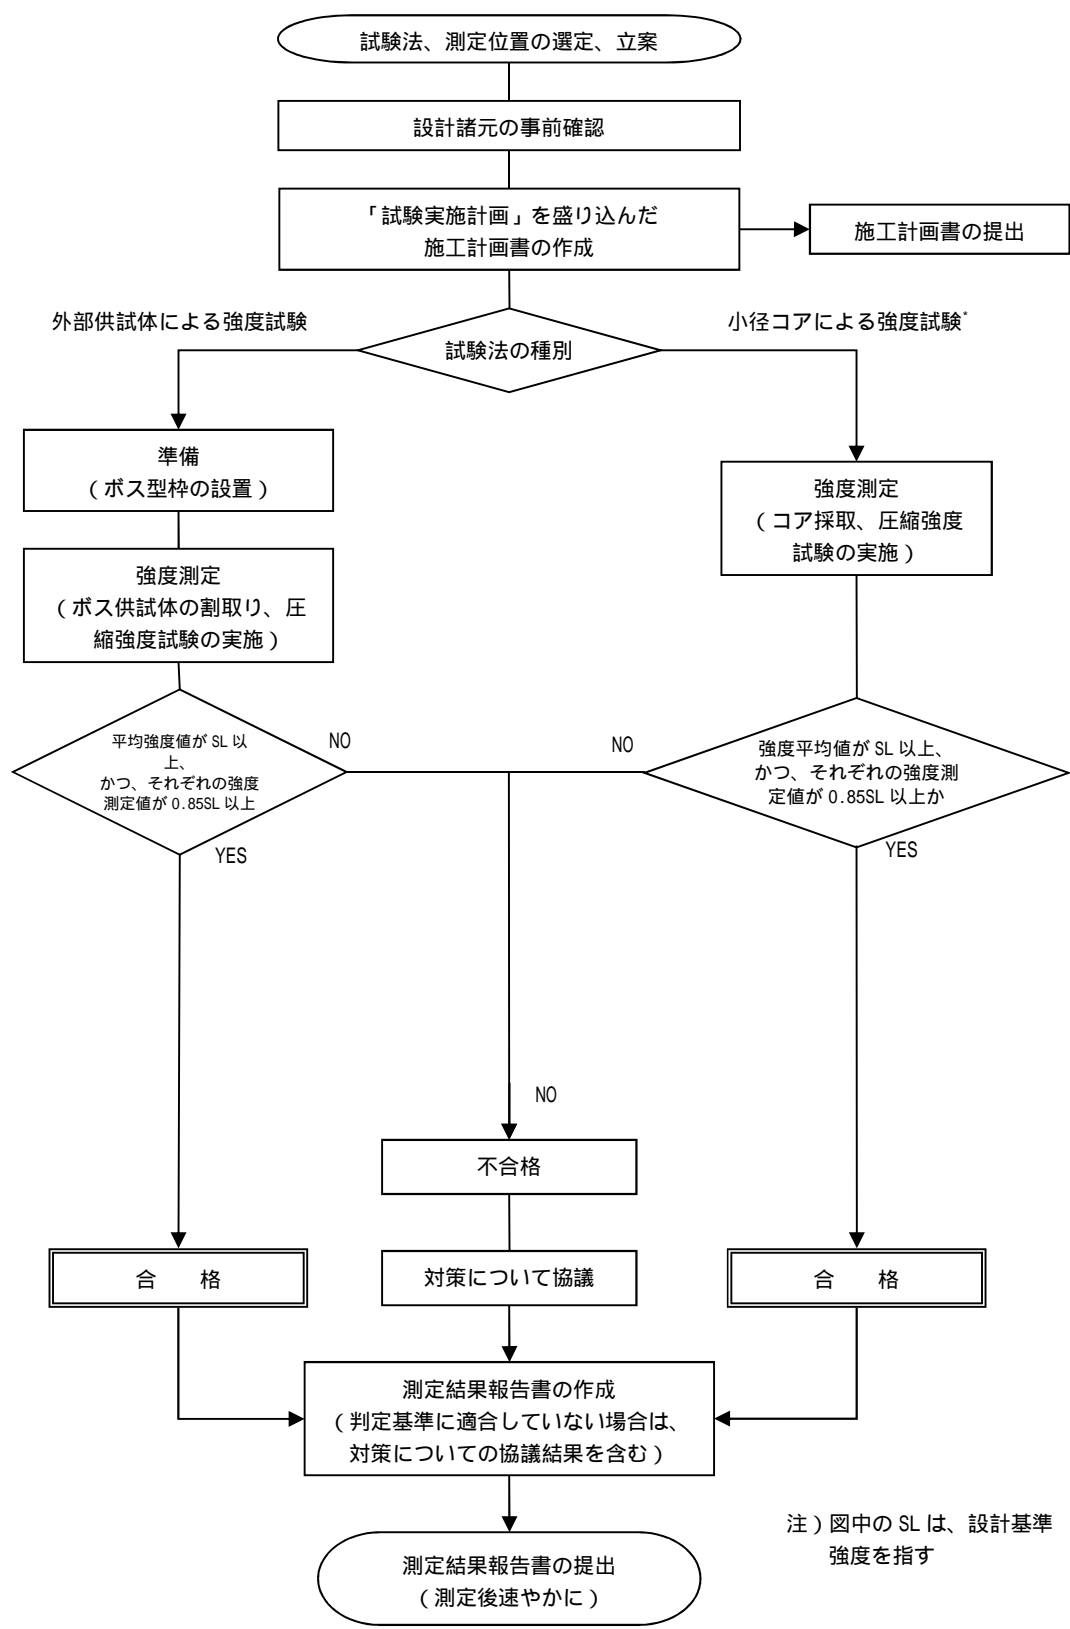 試験法、測定位置の選定、立案
設計諸元の事前確認
「試験実施計画」を盛り込んだ
施工計画書の作成
施工計画書の提出
外部供試体による強度試験
小径コアによる強度試験*
試験法の種別
準備
(ボス型枠の設置)
強度測定
(ボス供試体の割取り、圧
縮強度試験の実施)
強度測定
(コア採取、圧縮強度
試験の実施)
平均強度値が SL 以
上、
かつ、それぞれの強度
測定値が 0.85SL 以上
NO
YES
NO
強度平均値が SL 以上、
かつ、それぞれの強度測
定値が 0.85SL 以上か
YES
NO
不合格
対策について協議
合　格
合　格
測定結果報告書の作成
(判定基準に適合していない場合は、
対策についての協議結果を含む)
測定結果報告書の提出
(測定後速やかに)
注)図中の SL は、設計基準
強度を指す